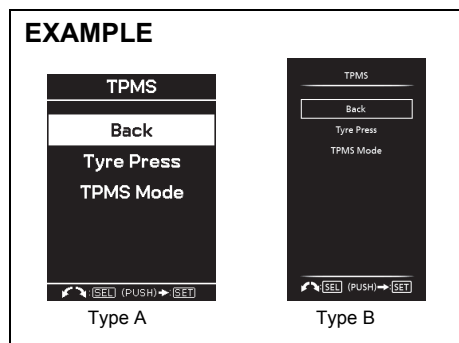 EXAMPLE
TPMS
Back
Tyre Press
TPMS Mode
:SEL (PUSH)➔:SET
Type A
TPMS
Back
Tyre Press
TPMS Mode
:SEL (PUSH)➔:SET
Type B